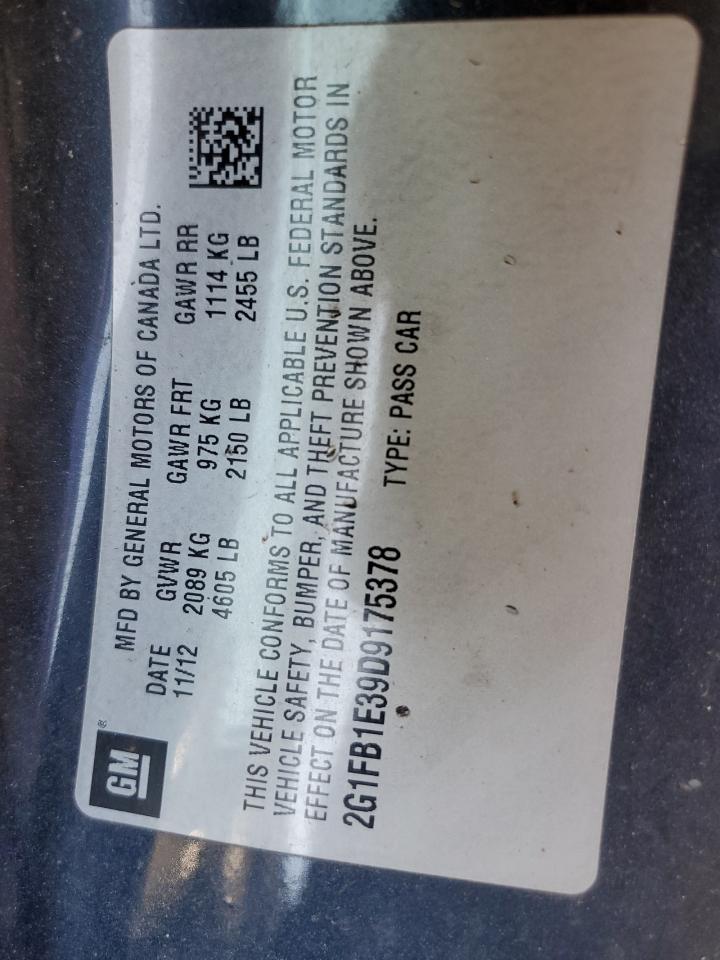 GM ®
MFD BY GENERAL MOTORS OF CANADA LTD.
DATE GVWR GAWR FRT GAWR RR
11/12 2089 KG 975 KG 1114 KG
4605 LB 2150 LB 2455 LB
THIS VEHICLE CONFORMS TO ALL APPLICABLE U.S. FEDERAL MOTOR
VEHICLE SAFETY, BUMPER, AND THEFT PREVENTION STANDARDS IN
EFFECT ON THE DATE OF MANUFACTURE SHOWN ABOVE.
2G1FB1E39D9175378 TYPE: PASS CAR